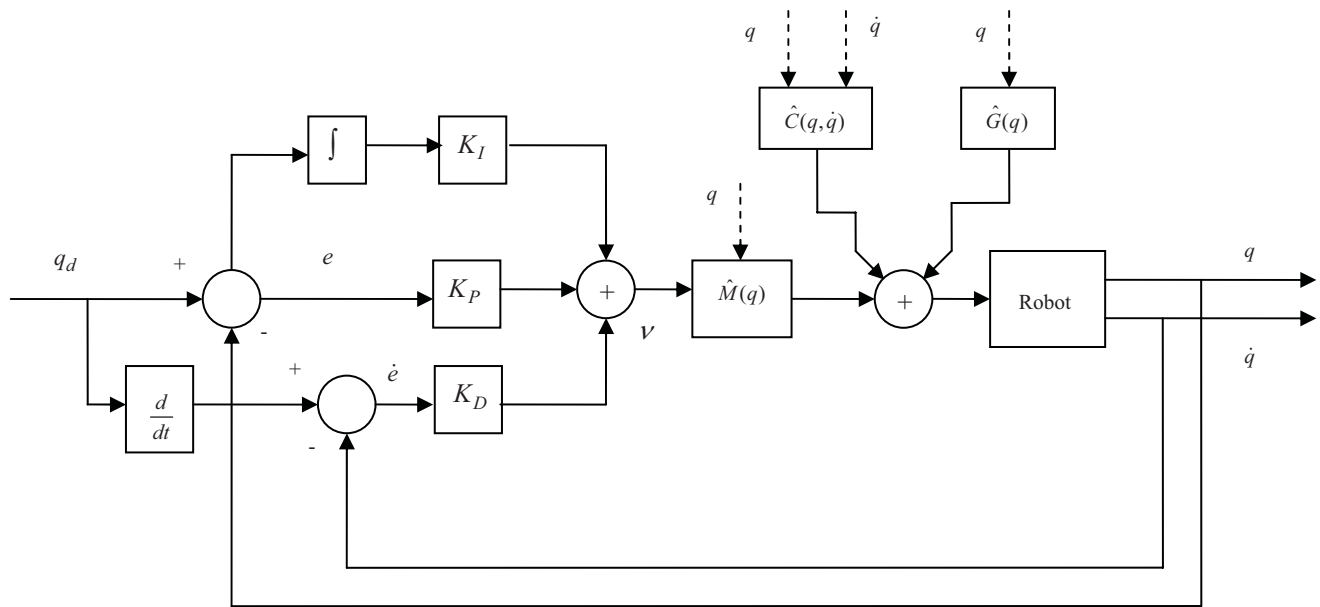 q q̇ q
Ĉ(q, q̇) Ĝ(q)
∫ K_I
q
q_d + e K_P + M̂(q) + Robot q
- ν
+ ė K_D q̇
d/dt
-